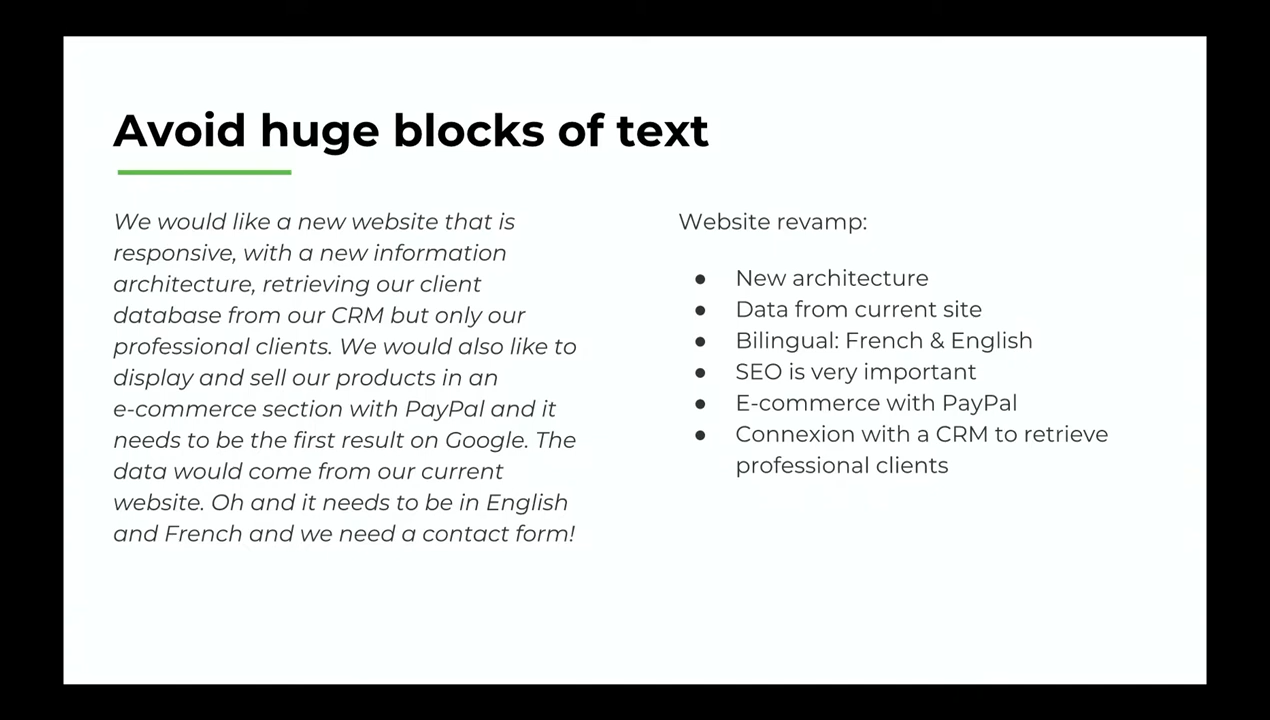 Avoid huge blocks of text
We would like a new website that is
responsive, with a new information
architecture, retrieving our client
database from our CRM but only our
professional clients. We would also like to
display and sell our products in an
e-commerce section with PayPal and it
needs to be the first result on Google. The
data would come from our current
website. Oh and it needs to be in English
and French and we need a contact form!
Website revamp:
● New architecture
● Data from current site
● Bilingual: French & English
● SEO is very important
● E-commerce with PayPal
● Connexion with a CRM to retrieve
professional clients